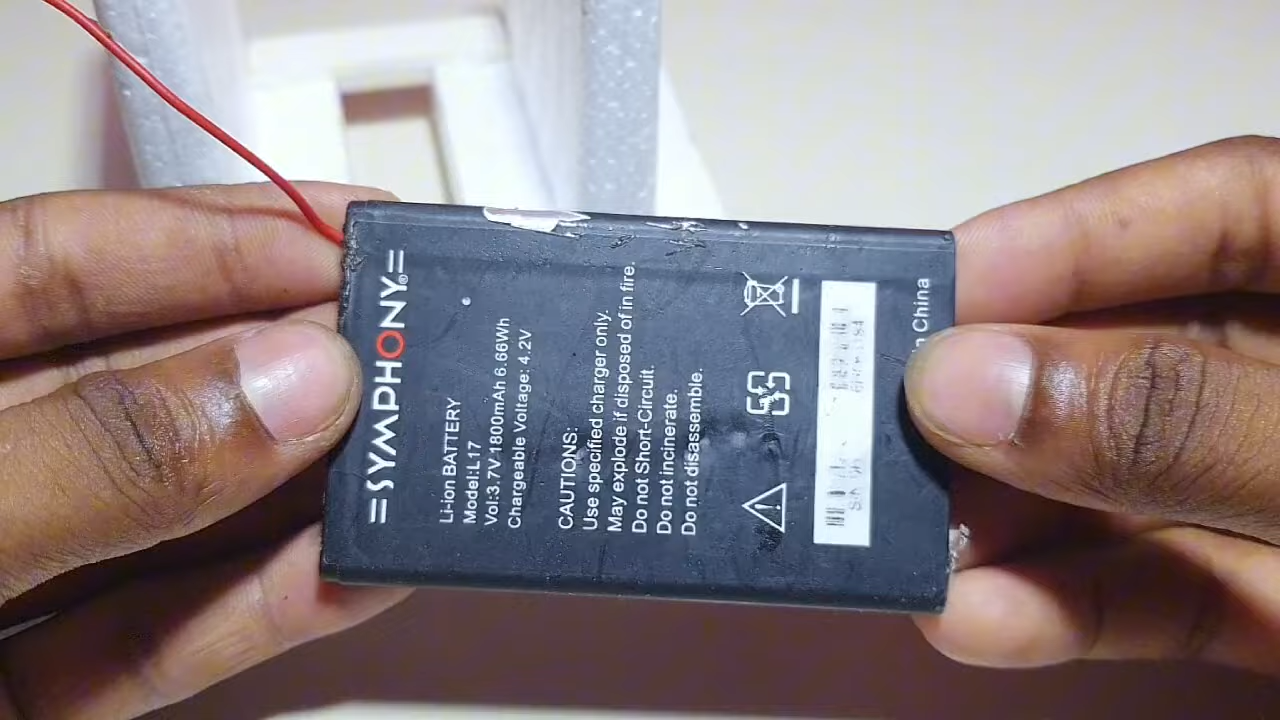 =SYMPHONY®=
Li-ion BATTERY
Model:L17
Vol:3.7V 1800mAh 6.66Wh
Chargeable Voltage: 4.2V
CAUTIONS:
Use specified charger only.
May explode if disposed of in fire.
Do not Short-Circuit.
Do not incinerate.
Do not disassemble.
China